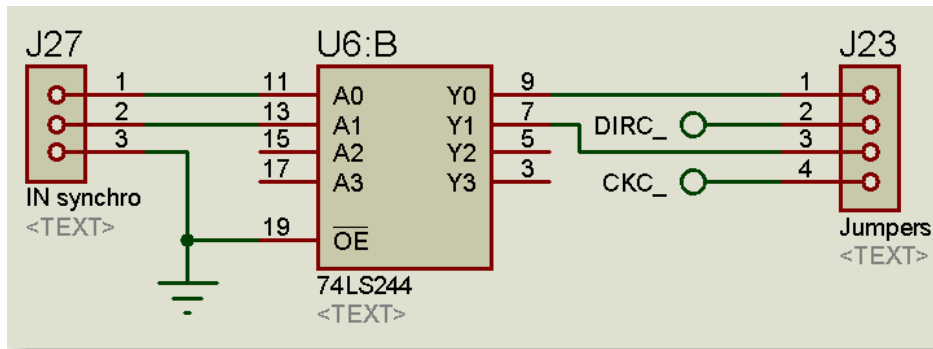 J27
U6:B
J23
1
11
A0
Y0
9
1
2
13
A1
Y1
7
DIRC_
2
3
15
A2
Y2
5
3
17
A3
Y3
3
CKC_
4
IN synchro
<TEXT>
19
OE
Jumpers
<TEXT>
74LS244
<TEXT>